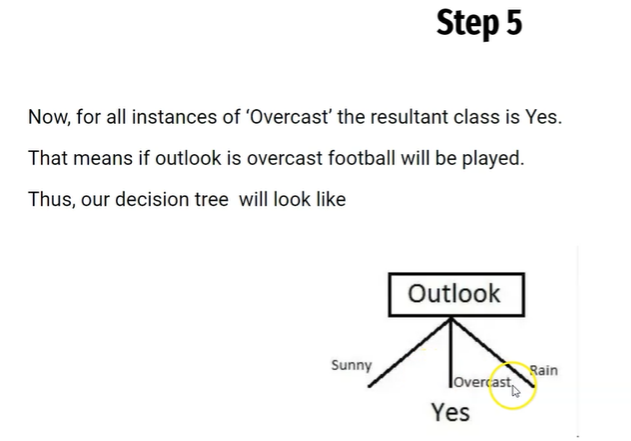 Step 5
Now, for all instances of ‘Overcast’ the resultant class is Yes.
That means if outlook is overcast football will be played.
Thus, our decision tree will look like
Outlook
Sunny
Rain
Overcast
Yes